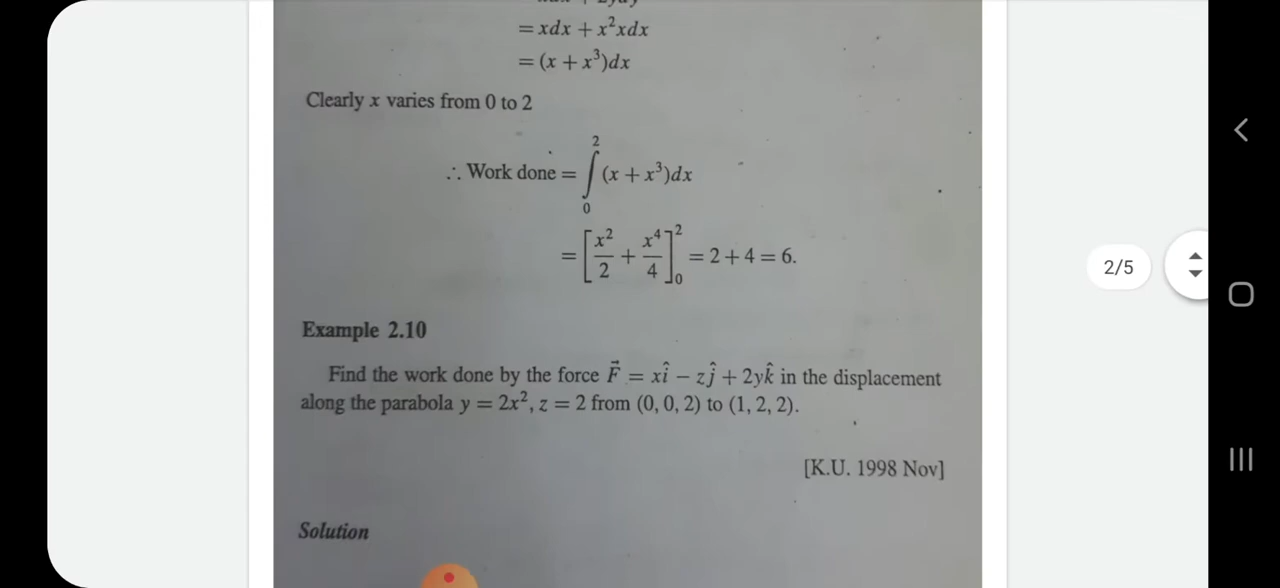 = xdx + x²xdx
= (x + x³)dx
Clearly x varies from 0 to 2
∴ Work done = ∫₀² (x + x³)dx
= [x²/2 + x⁴/4]₀² = 2 + 4 = 6.
Example 2.10
Find the work done by the force F⃗ = xî − zĵ + 2yk̂ in the displacement
along the parabola y = 2x², z = 2 from (0, 0, 2) to (1, 2, 2).
[K.U. 1998 Nov]
Solution
2/5